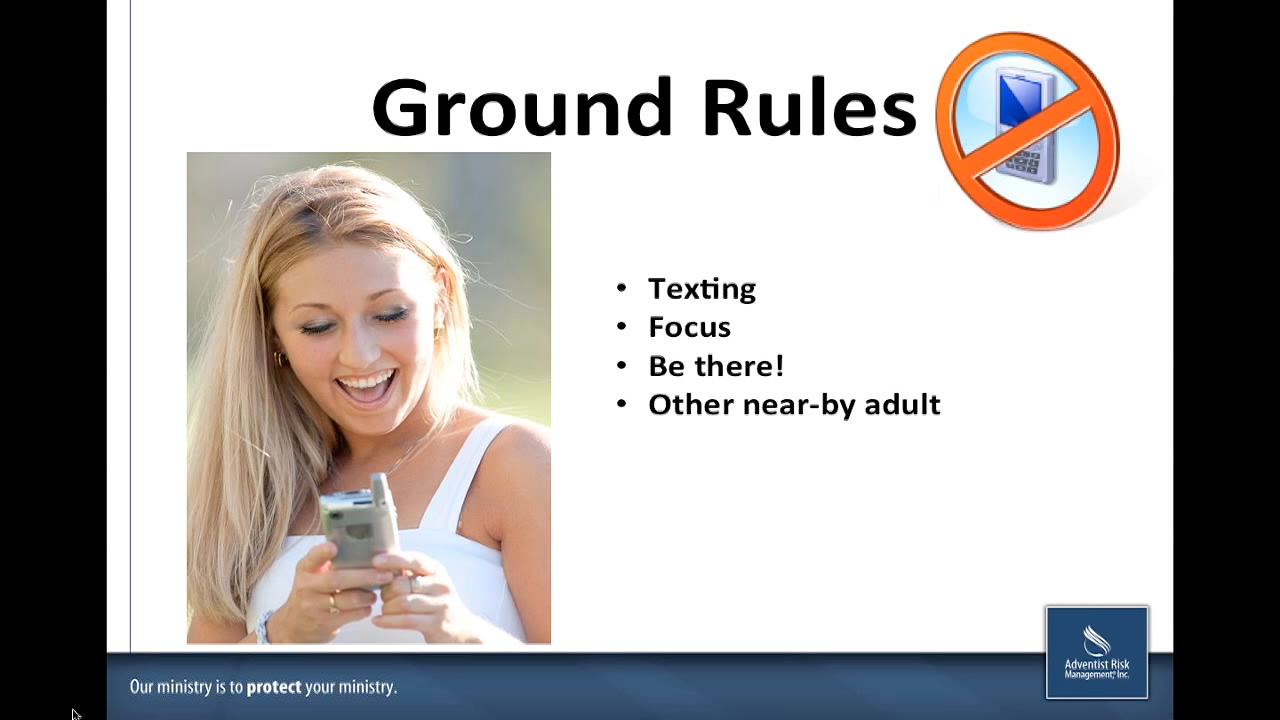 Ground Rules
• Texting
• Focus
• Be there!
• Other near-by adult
Our ministry is to protect your ministry.
Adventist Risk
Management, Inc.